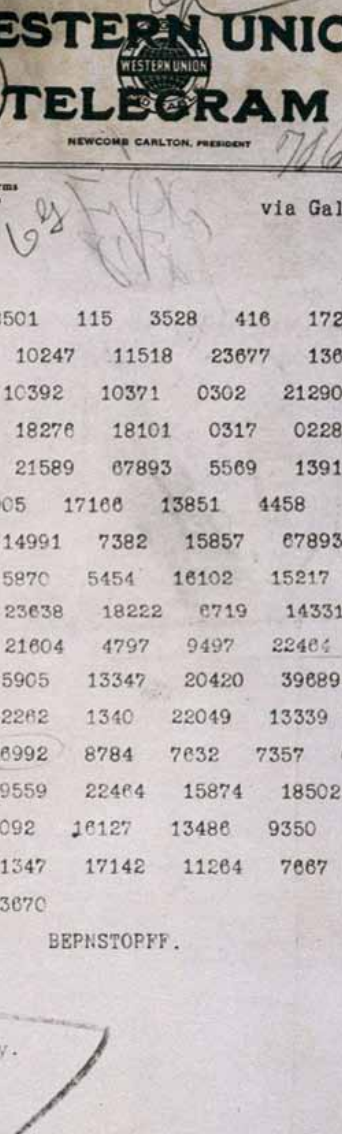 ESTERN UNIO
WESTERN UNION
TELEGRAM
NEWCOMB CARLTON, PRESIDENT
via Gal
3501 115 3528 416 172
10247 11518 23677 136
10392 10371 0302 21290
18276 18101 0317 0228
21589 67893 5569 1391
05 17166 13851 4458
14991 7382 15857 67893
5870 5454 16102 15217
23638 18222 6719 14331
21604 4797 9497 22464
5905 13347 20420 39689
2262 1340 22049 13339
6992 8784 7632 7357
9559 22464 15874 18502
092 16127 13486 9350
1347 17142 11264 7667
3670
BEPNSTOPFF.
y.